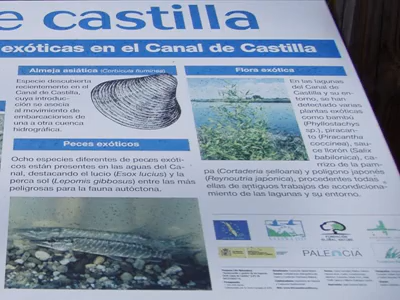 e castilla
exóticas en el Canal de Castilla
Almeja asiática (Corbicula fluminea)
Especie descubierta
recientemente en el
Canal de Castilla,
cuya introduc-
ción se asocia
al movimiento de
embarcaciones de
una a otra cuenca
hidrográfica.
Peces exóticos
Ocho especies diferentes de peces exóti-
cos están presentes en las aguas del Ca-
nal, destacando el lucio (Esox lucius) y la
perca sol (Lepomis gibbosus) entre las más
peligrosas para la fauna autóctona.
Flora exótica
En las lagunas
del Canal de
Castilla y su en-
torno, se han
detectado varias
plantas exóticas
como bambú
(Phyllostachys
sp.), piracan-
to (Piracantha
coccinea), sau-
ce llorón (Salix
babilonica), ca-
rrizo de la pam-
pa (Cortaderia selloana) y polígono japonés
(Reynoutria japonica), procedentes todas
ellas de antiguos trabajos de acondiciona-
miento de las lagunas y su entorno.
PALENCIA